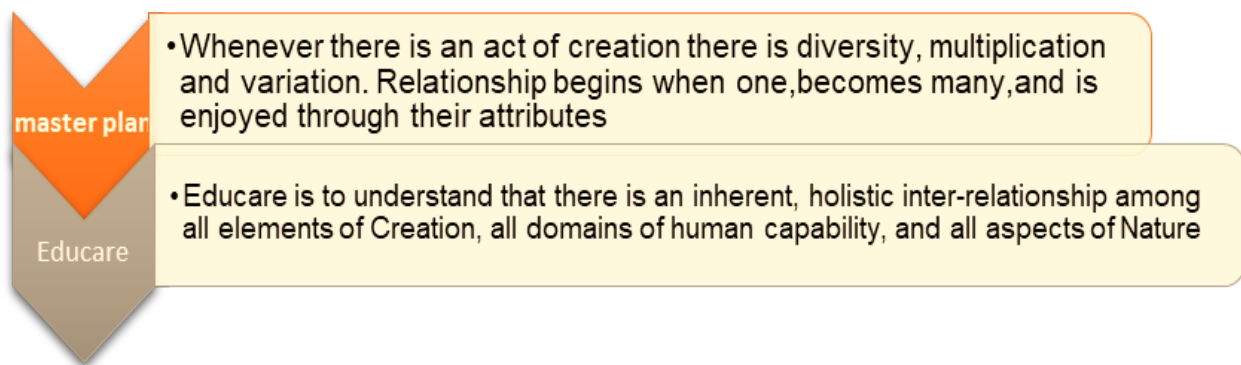 master plan
•Whenever there is an act of creation there is diversity, multiplication
and variation. Relationship begins when one,becomes many,and is
enjoyed through their attributes
Educare
•Educare is to understand that there is an inherent, holistic inter-relationship among
all elements of Creation, all domains of human capability, and all aspects of Nature